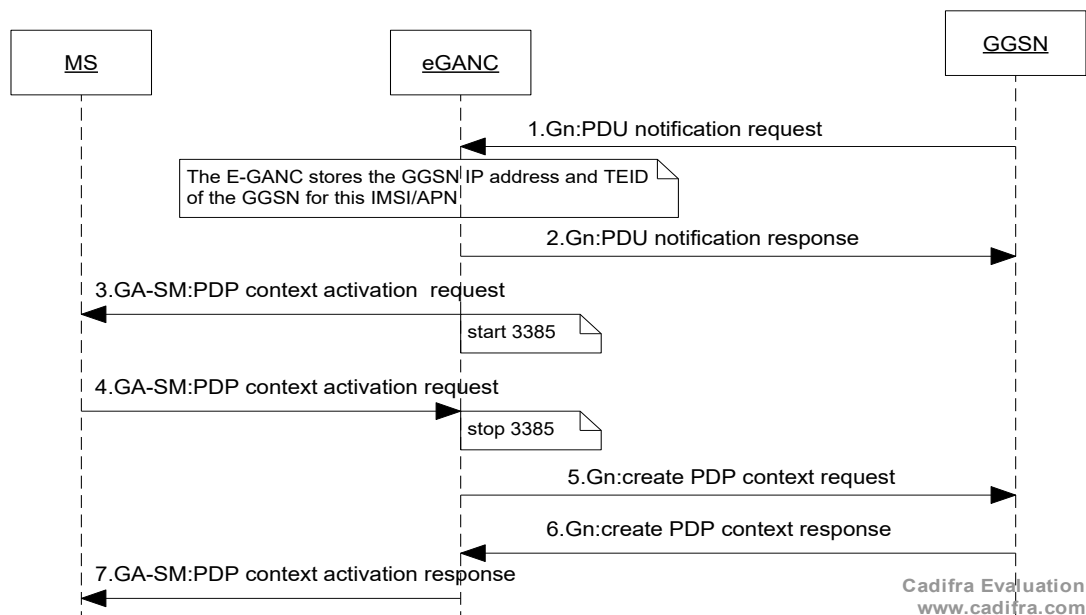 MS
eGANC
GGSN
1.Gn:PDU notification request
The E-GANC stores the GGSN IP address and TEID
of the GGSN for this IMSI/APN
2.Gn:PDU notification response
3.GA-SM:PDP context activation  request
start 3385
4.GA-SM:PDP context activation request
stop 3385
5.Gn:create PDP context request
6.Gn:create PDP context response
7.GA-SM:PDP context activation response
Cadifra Evaluation
www.cadifra.com